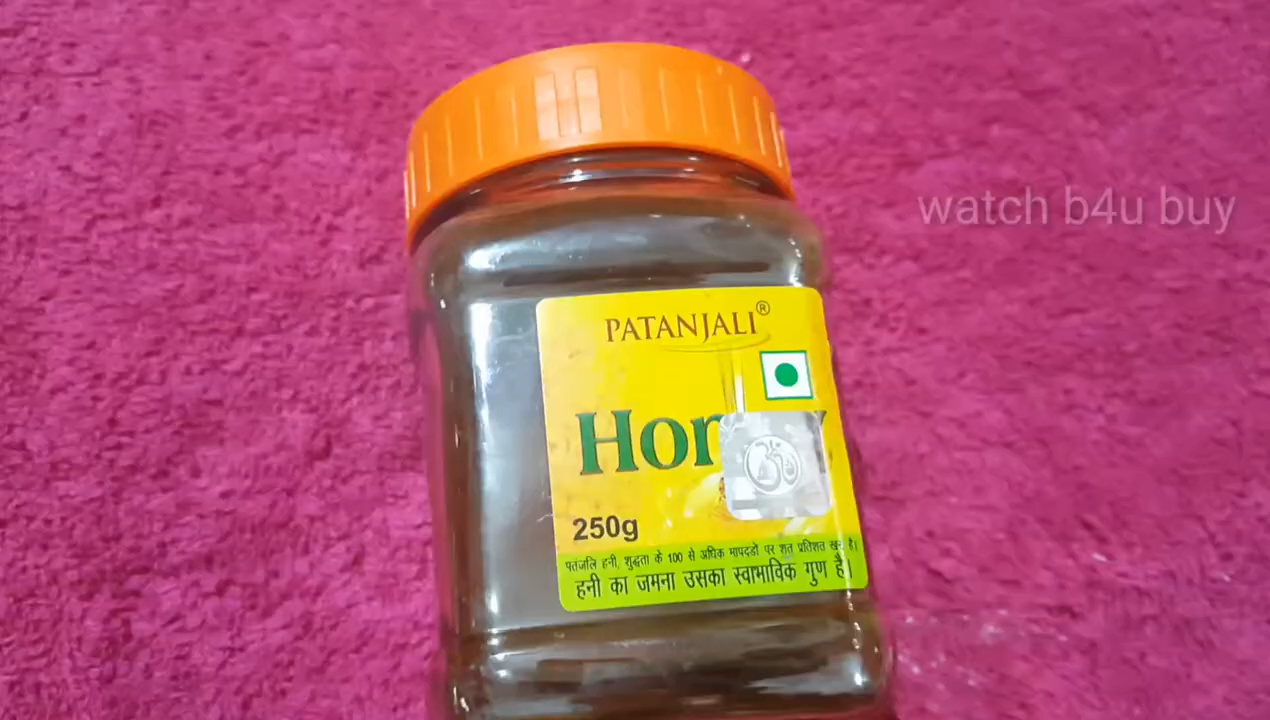 watch b4u buy
PATANJALI®
250g
पतंजलि हनी, शुद्धता के 100 से अधिक मापदंडों पर शत् प्रतिशत खरा है।
हनी का जमना उसका स्वाभाविक गुण है।